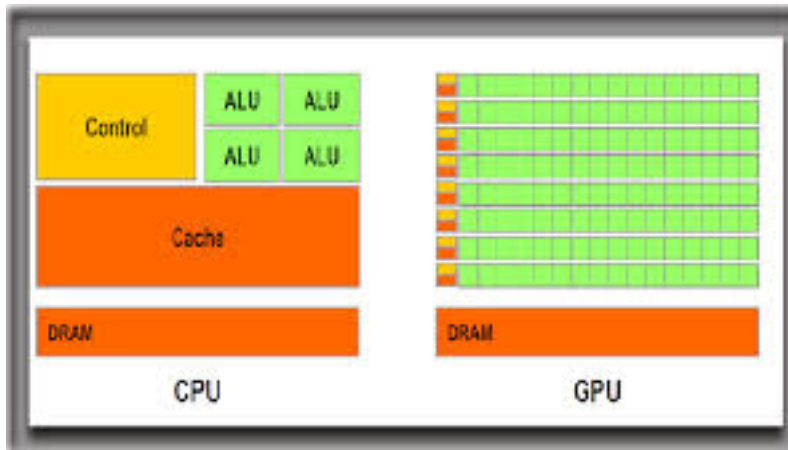 Control
ALU ALU
ALU ALU
Cache
DRAM
CPU
DRAM
GPU